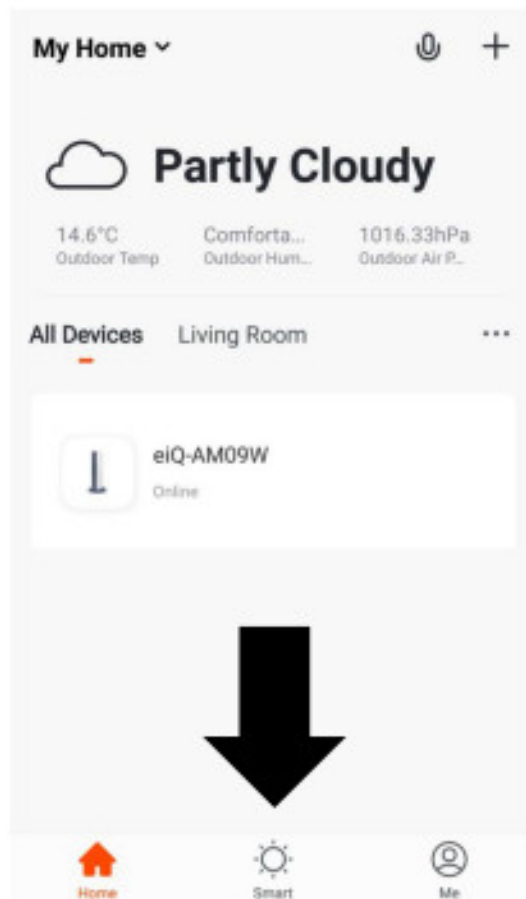 My Home
Partly Cloudy
14.6°C Comforta... 1016.33hPa
Outdoor Temp Outdoor Hum... Outdoor Air P...
All Devices Living Room ...
eiQ-AM09W
Online
Home Smart Me